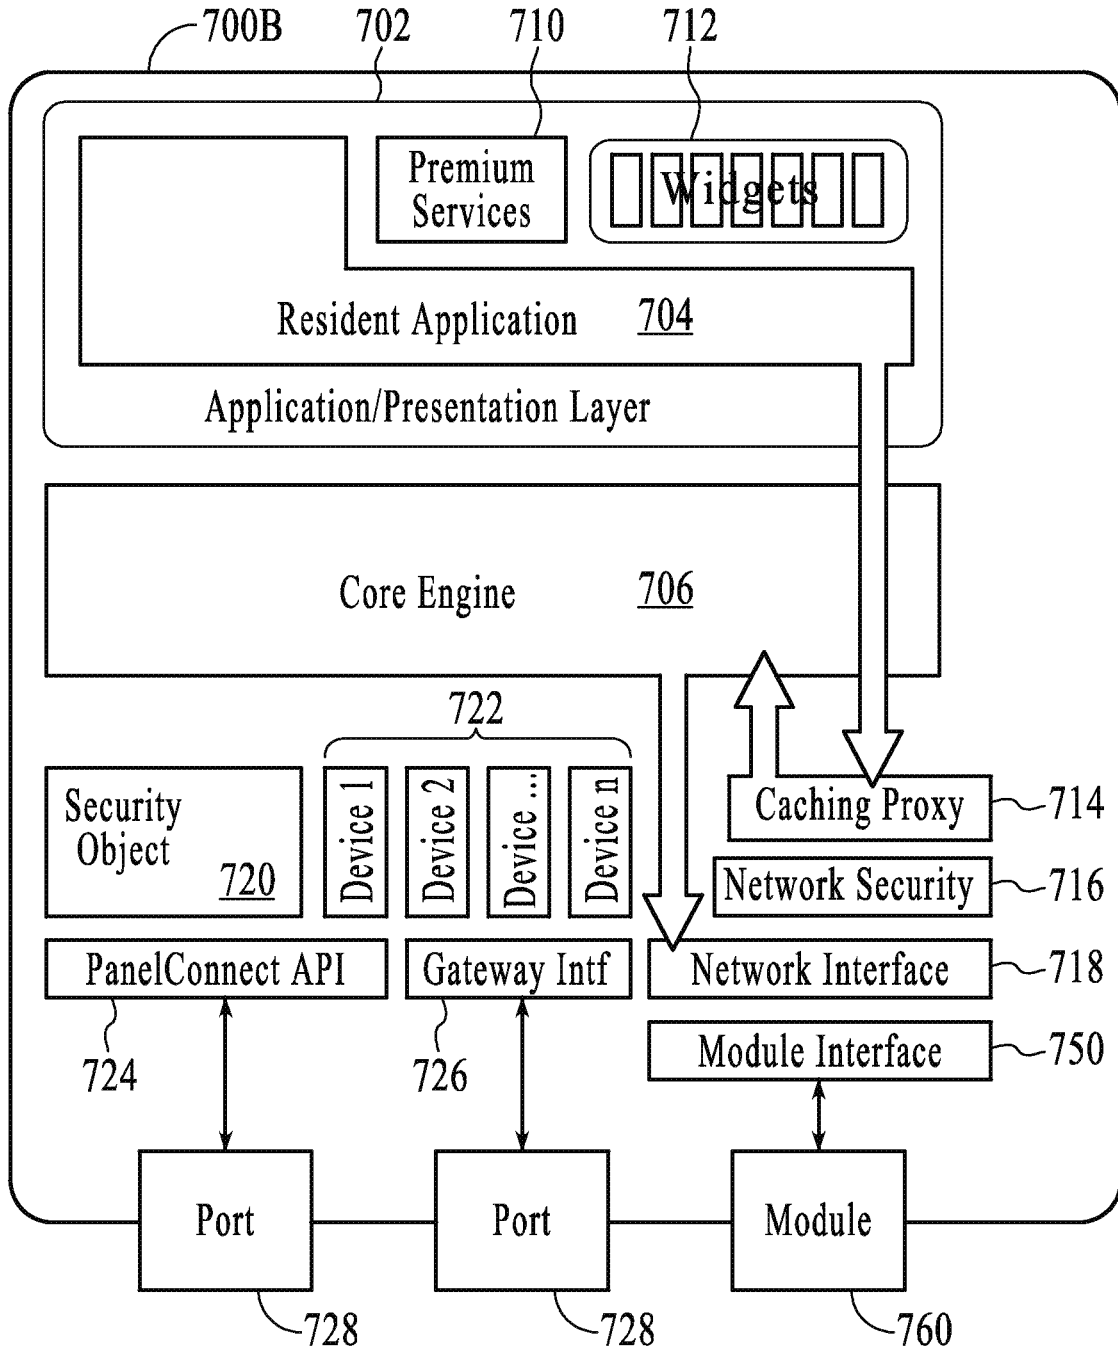 700B
702
710
712
Premium
Services
Widgets
Resident Application 704
Application/Presentation Layer
Core Engine 706
722
Security
Object
720
Device 1
Device 2
Device ...
Device n
Caching Proxy
714
Network Security
716
PanelConnect API
Gateway Intf
Network Interface
718
724
726
Module Interface
750
Port
Port
Module
728
728
760